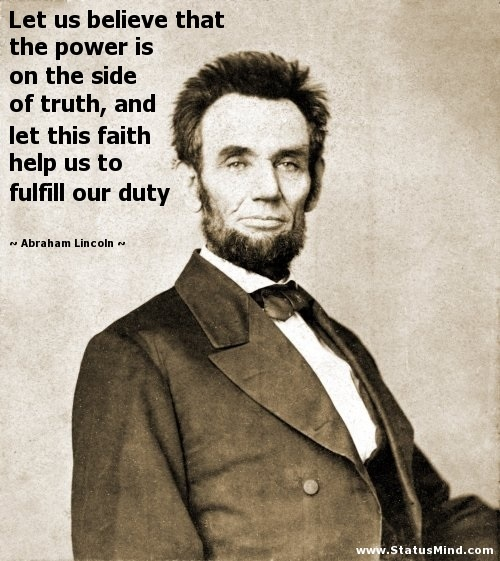 Let us believe that
the power is
on the side
of truth, and
let this faith
help us to
fulfill our duty
~ Abraham Lincoln ~
www.StatusMind.com